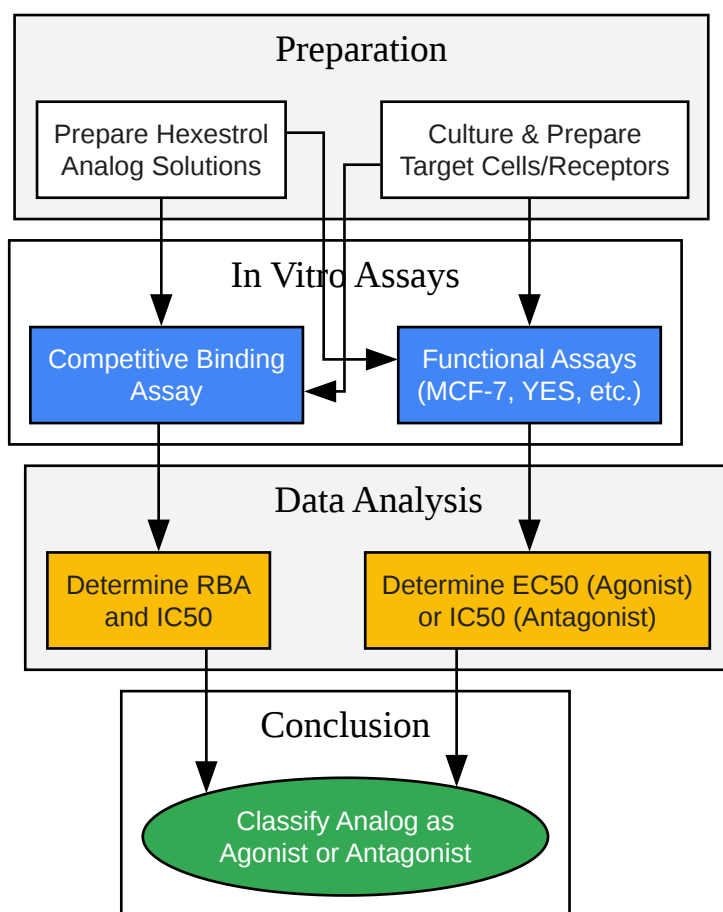 Preparation
Prepare Hexestrol
Analog Solutions
Culture & Prepare
Target Cells/Receptors
In Vitro Assays
Competitive Binding
Assay
Functional Assays
(MCF-7, YES, etc.)
Data Analysis
Determine RBA
and IC50
Determine EC50 (Agonist)
or IC50 (Antagonist)
Conclusion
Classify Analog as
Agonist or Antagonist